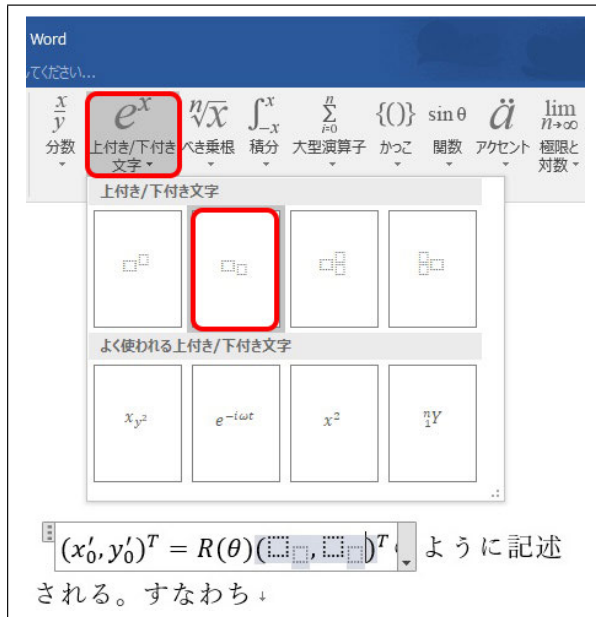 Word
てください...
x/y eˣ ⁿ√x ∫₋ₓˣ Σ n i=0 {()} sin θ ä lim n→∞
分数 上付き/下付き文字 べき乗根 積分 大型演算子 かっこ 関数 アクセント 極限と対数
上付き/下付き文字
よく使われる上付き/下付き文字
x_{y²} e^{-iωt} x² ⁿ₁Y
(x₀′, y₀′)ᵀ = R(θ)(□□, □□)ᵀ ように記述
される。すなわち↓